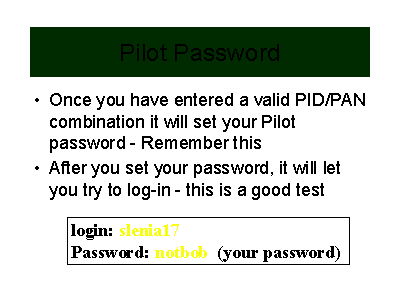 Pilot Password
• Once you have entered a valid PID/PAN
combination it will set your Pilot
password - Remember this
• After you set your password, it will let
you try to log-in - this is a good test
login: slenla17
Password: notbob (your password)